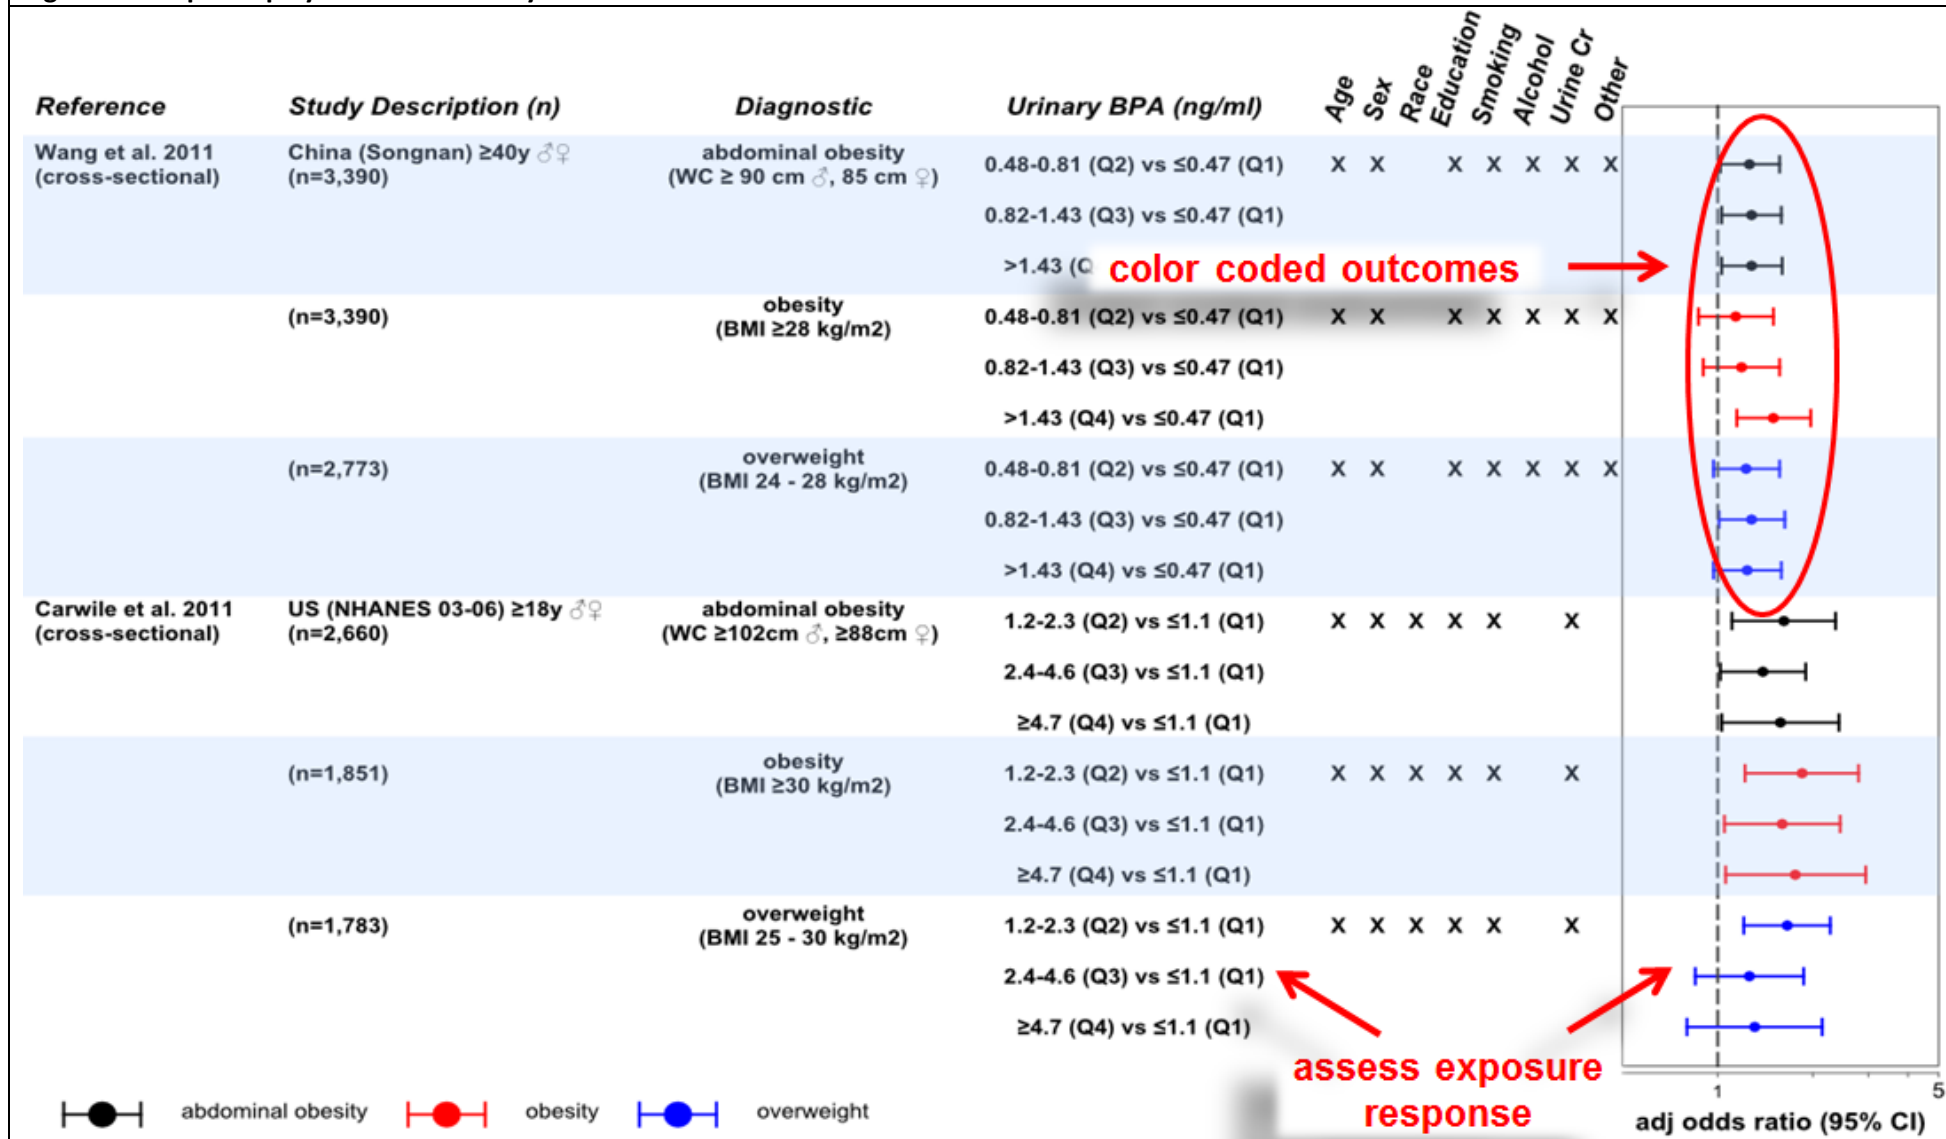 Reference Study Description (n) Diagnostic Urinary BPA (ng/ml) Age Sex Race Education Smoking Alcohol Urine Cr Other
Wang et al. 2011 China (Songnan) ≥40y ♂♀ abdominal obesity 0.48-0.81 (Q2) vs ≤0.47 (Q1) X X X X X X X
(cross-sectional) (n=3,390) (WC ≥ 90 cm ♂, 85 cm ♀)
0.82-1.43 (Q3) vs ≤0.47 (Q1)
>1.43 (Q color coded outcomes
(n=3,390) obesity 0.48-0.81 (Q2) vs ≤0.47 (Q1) X X X X X X X
(BMI ≥28 kg/m2)
0.82-1.43 (Q3) vs ≤0.47 (Q1)
>1.43 (Q4) vs ≤0.47 (Q1)
(n=2,773) overweight 0.48-0.81 (Q2) vs ≤0.47 (Q1) X X X X X X X
(BMI 24 - 28 kg/m2)
0.82-1.43 (Q3) vs ≤0.47 (Q1)
>1.43 (Q4) vs ≤0.47 (Q1)
Carwile et al. 2011 US (NHANES 03-06) ≥18y ♂♀ abdominal obesity 1.2-2.3 (Q2) vs ≤1.1 (Q1) X X X X X X
(cross-sectional) (n=2,660) (WC ≥102cm ♂, ≥88cm ♀)
2.4-4.6 (Q3) vs ≤1.1 (Q1)
≥4.7 (Q4) vs ≤1.1 (Q1)
(n=1,851) obesity 1.2-2.3 (Q2) vs ≤1.1 (Q1) X X X X X X
(BMI ≥30 kg/m2)
2.4-4.6 (Q3) vs ≤1.1 (Q1)
≥4.7 (Q4) vs ≤1.1 (Q1)
(n=1,783) overweight 1.2-2.3 (Q2) vs ≤1.1 (Q1) X X X X X X
(BMI 25 - 30 kg/m2)
2.4-4.6 (Q3) vs ≤1.1 (Q1)
≥4.7 (Q4) vs ≤1.1 (Q1)
assess exposure
response
1 5
adj odds ratio (95% CI)
abdominal obesity obesity overweight